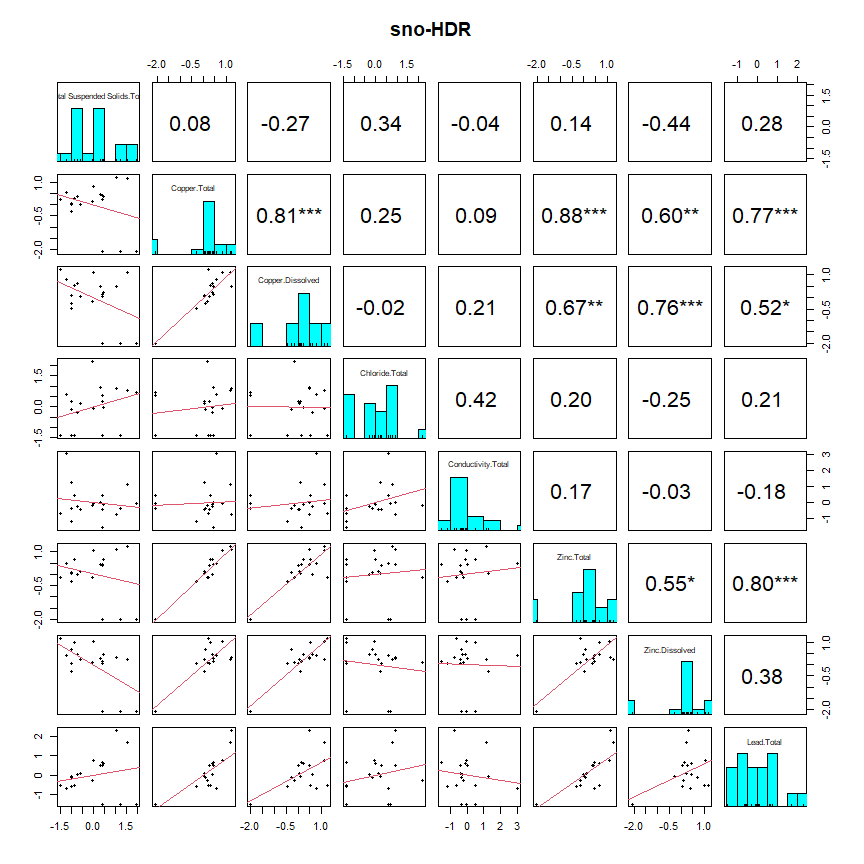 sno-HDR
-2.0 -0.5 1.0 -1.5 0.0 1.5 -2.0 -0.5 1.0 -1.0 0 1 2
tal Suspended Solids.To 0.08 -0.27 0.34 -0.04 0.14 -0.44 0.28 -1.5 0.0 1.5
-2.0 -0.5 1.0 Copper.Total 0.81*** 0.25 0.09 0.88*** 0.60** 0.77***
Copper.Dissolved -0.02 0.21 0.67** 0.76*** 0.52* -2.0 -0.5 1.0
-1.5 0.0 1.5 Chloride.Total 0.42 0.20 -0.25 0.21
Conductivity.Total 0.17 -0.03 -0.18 -1 0 1 2 3
-2.0 -0.5 1.0 Zinc.Total 0.55* 0.80***
Zinc.Dissolved 0.38 -2.0 -0.5 1.0
-1 0 1 2 Lead.Total
-1.5 0.0 1.5 -2.0 -0.5 1.0 -1 0 1 2 3 -2.0 -0.5 1.0